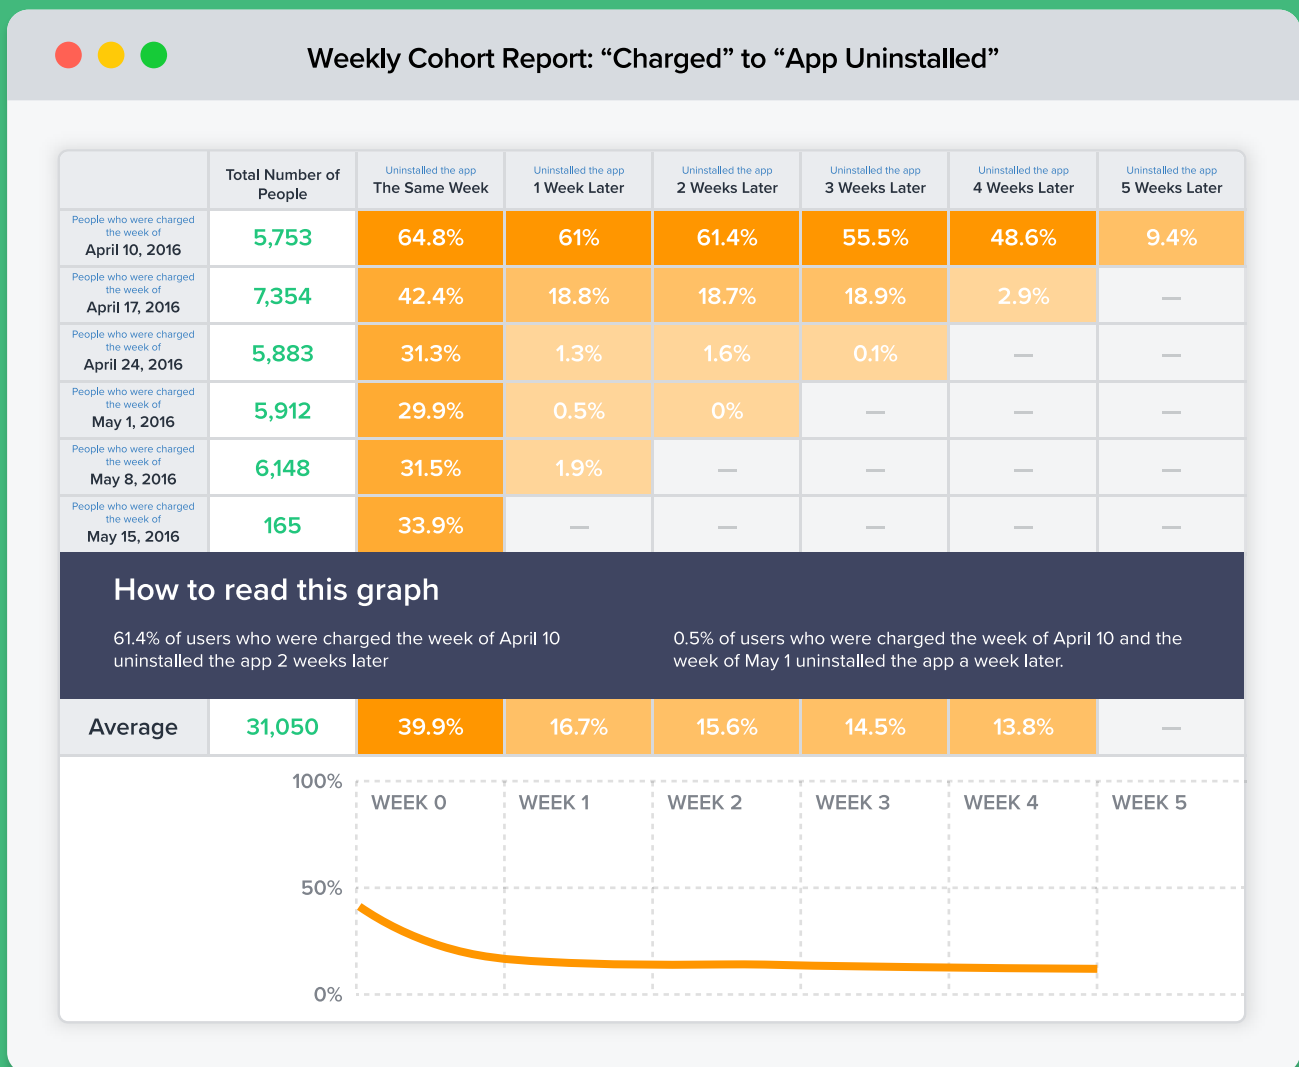 Weekly Cohort Report: “Charged” to “App Uninstalled”
Total Number of
People
Uninstalled the app
The Same Week
Uninstalled the app
1 Week Later
Uninstalled the app
2 Weeks Later
Uninstalled the app
3 Weeks Later
Uninstalled the app
4 Weeks Later
Uninstalled the app
5 Weeks Later
People who were charged
the week of
April 10, 2016
5,753
64.8%
61%
61.4%
55.5%
48.6%
9.4%
People who were charged
the week of
April 17, 2016
7,354
42.4%
18.8%
18.7%
18.9%
2.9%
—
People who were charged
the week of
April 24, 2016
5,883
31.3%
1.3%
1.6%
0.1%
—
—
People who were charged
the week of
May 1, 2016
5,912
29.9%
0.5%
0%
—
—
—
People who were charged
the week of
May 8, 2016
6,148
31.5%
1.9%
—
—
—
—
People who were charged
the week of
May 15, 2016
165
33.9%
—
—
—
—
—
How to read this graph
61.4% of users who were charged the week of April 10
uninstalled the app 2 weeks later
0.5% of users who were charged the week of April 10 and the
week of May 1 uninstalled the app a week later.
Average
31,050
39.9%
16.7%
15.6%
14.5%
13.8%
—
100%
WEEK 0
WEEK 1
WEEK 2
WEEK 3
WEEK 4
WEEK 5
50%
0%